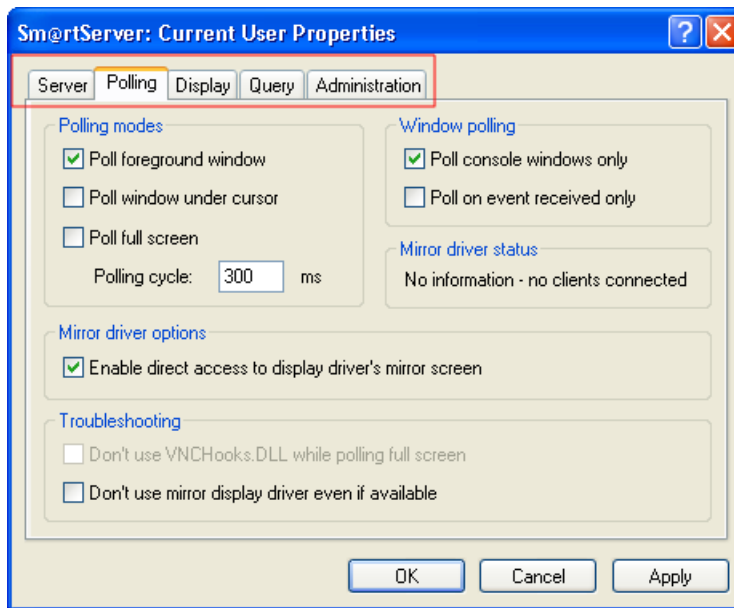 Sm@rtServer: Current User Properties
Server Polling Display Query Administration
Polling modes
Poll foreground window
Poll window under cursor
Poll full screen
Polling cycle: 300 ms
Window polling
Poll console windows only
Poll on event received only
Mirror driver status
No information - no clients connected
Mirror driver options
Enable direct access to display driver's mirror screen
Troubleshooting
Don't use VNCHooks.DLL while polling full screen
Don't use mirror display driver even if available
OK Cancel Apply